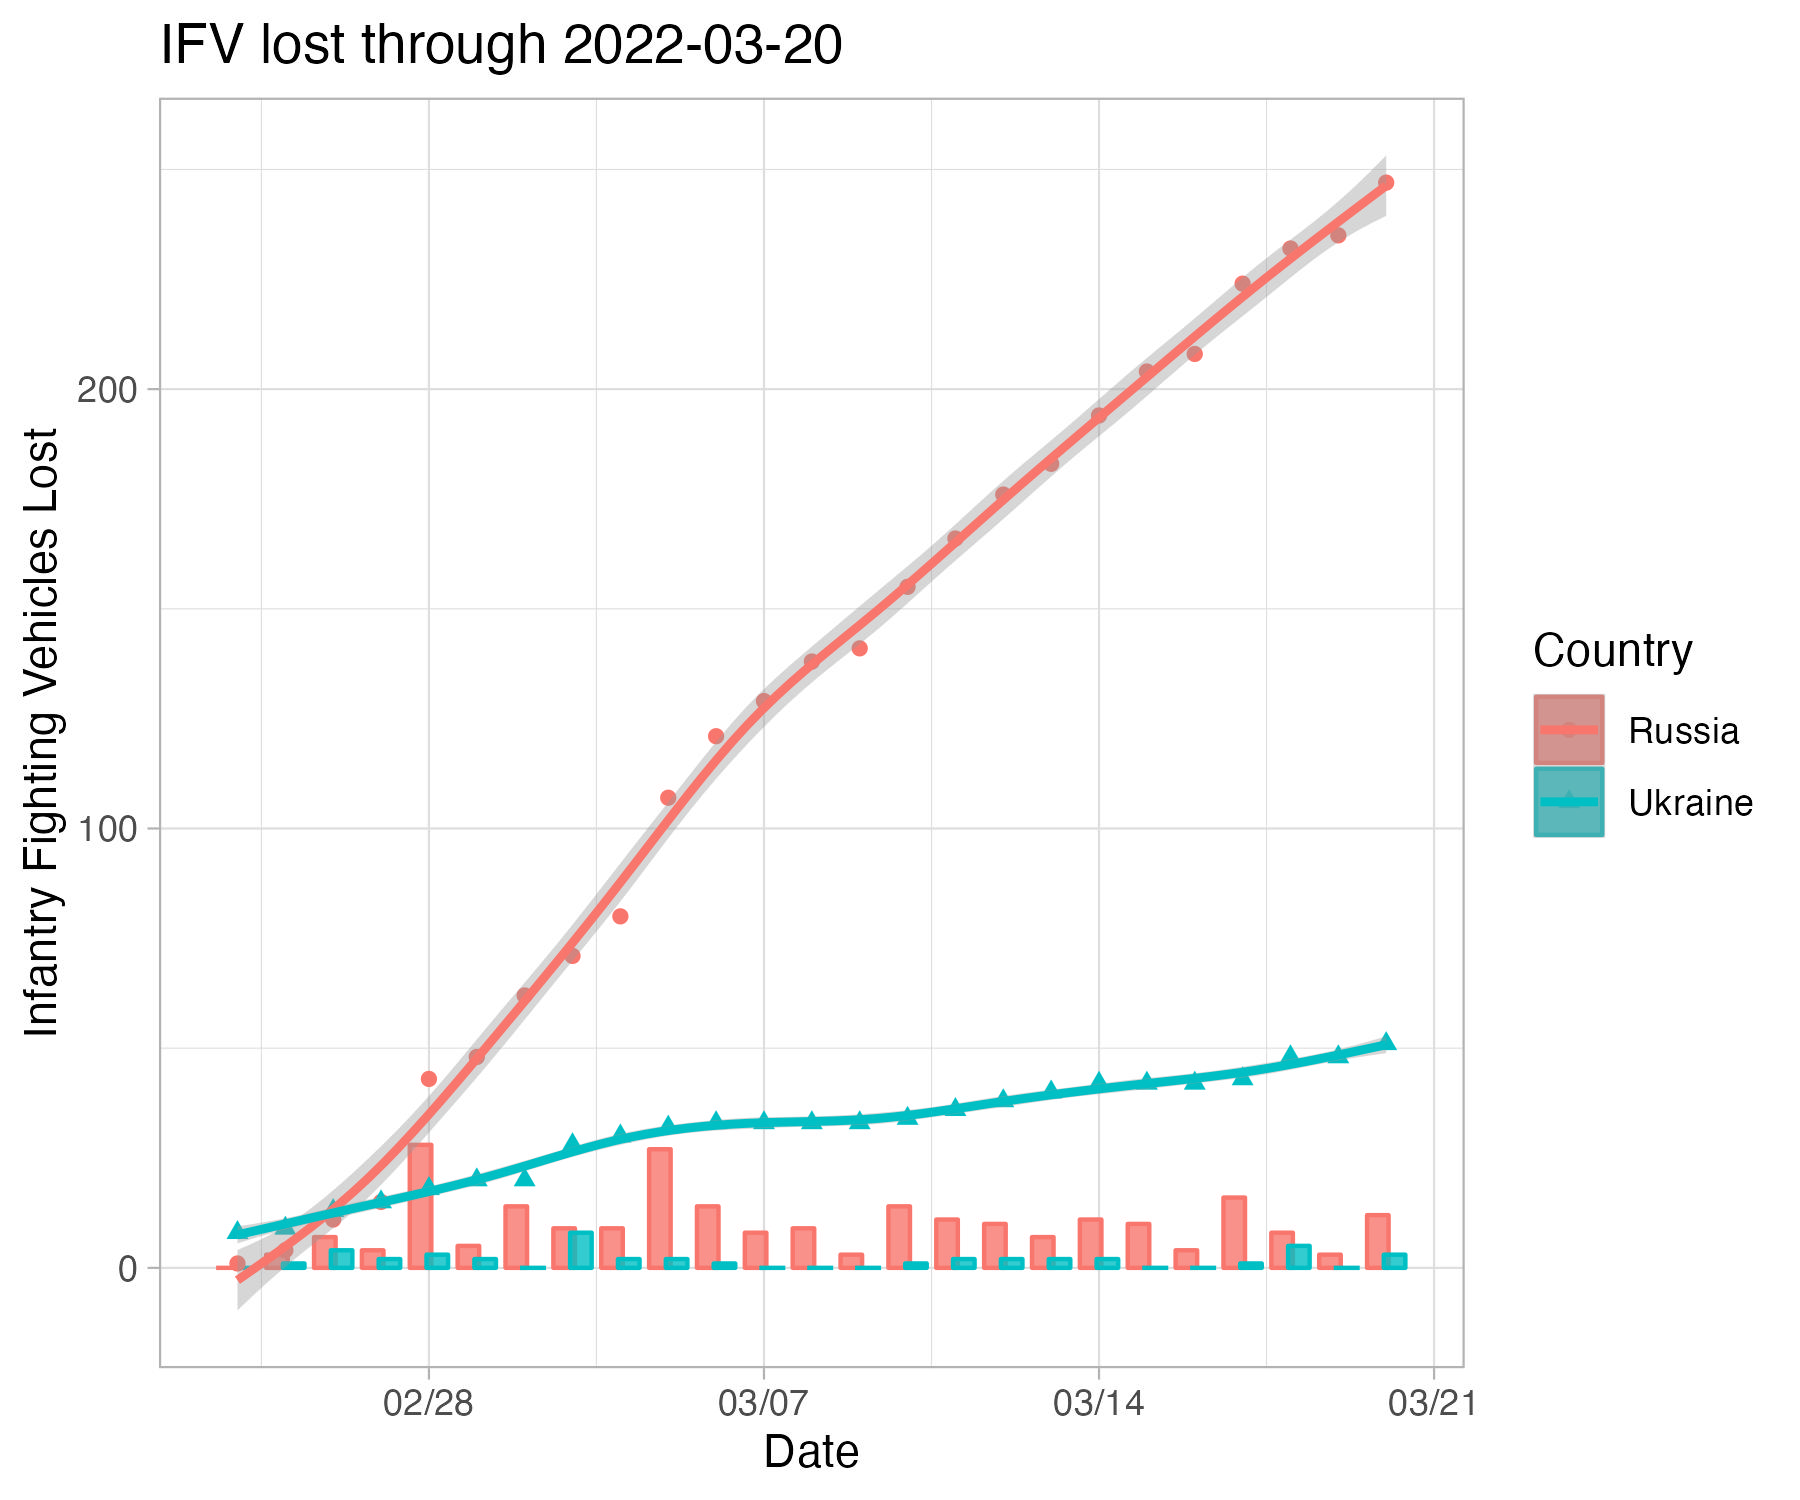 IFV lost through 2022-03-20
Infantry Fighting Vehicles Lost
200
100
0
02/28
03/07
03/14
03/21
Date
Country
Russia
Ukraine